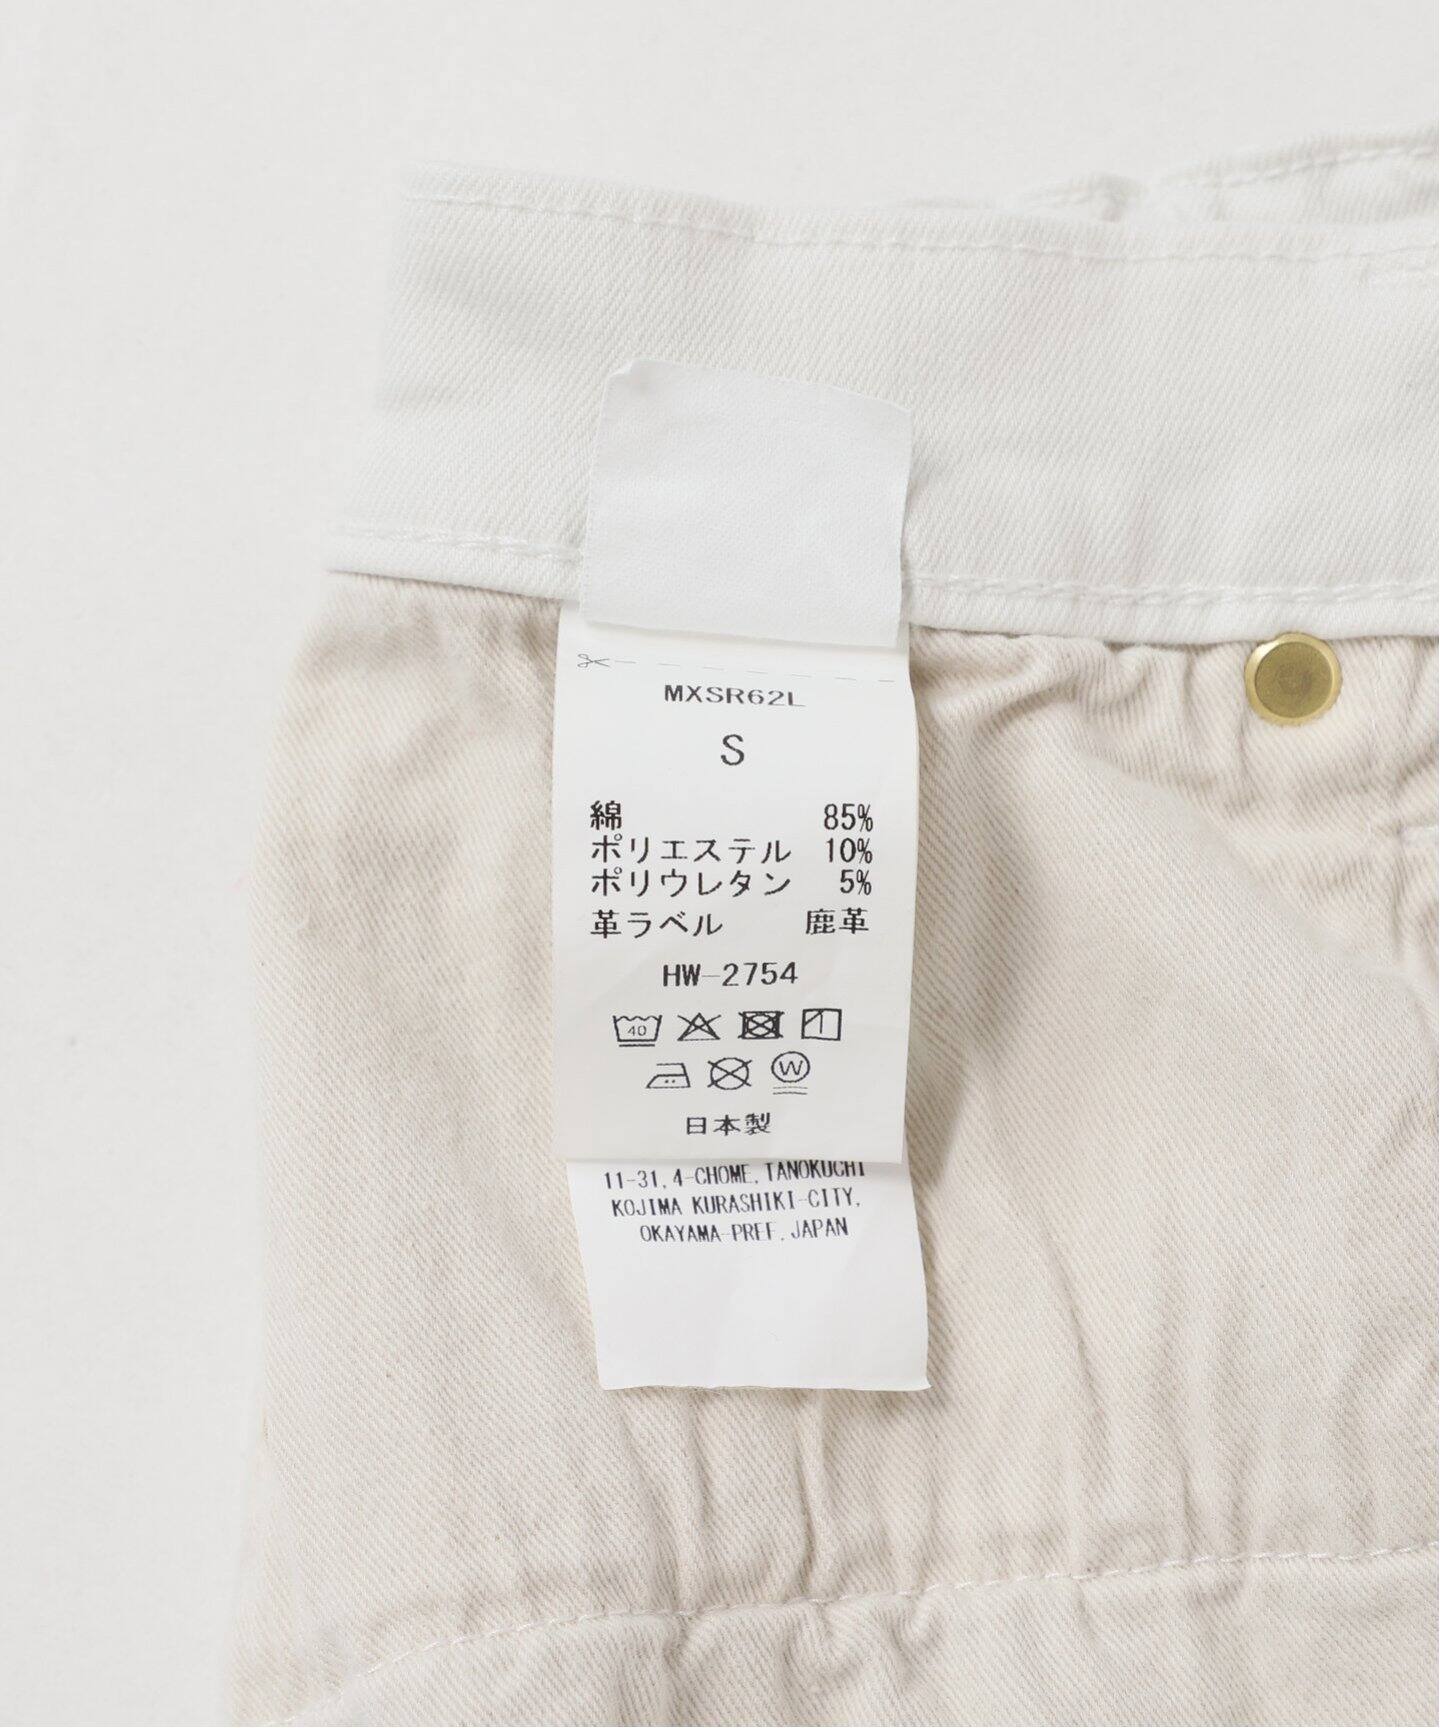 MXSR62L
S
綿 85%
ポリエステル 10%
ポリウレタン 5%
革ラベル 鹿革
HW-2754
40
W
日本製
11-31, 4-CHOME, TANOKUCHI
KOJIMA KURASHIKI-CITY,
OKAYAMA-PREF, JAPAN